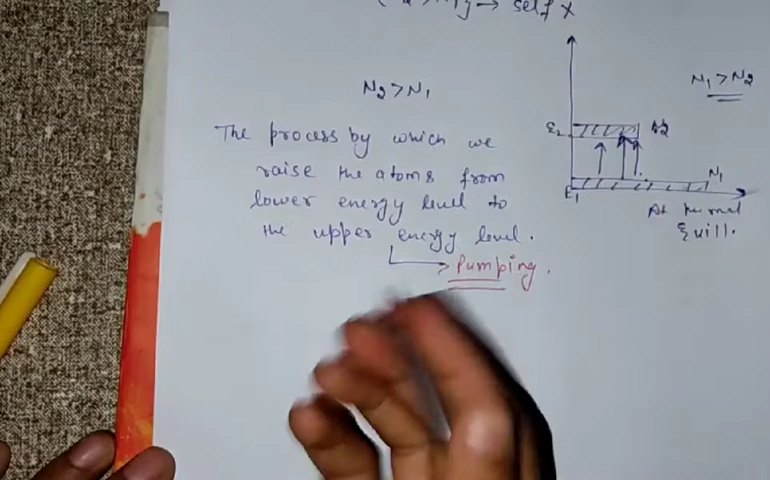 self x
N2 > N1
N1 > N2
The process by which we
raise the atoms from
lower energy level to
the upper energy level.
Pumping.
E2
N2
N1
E1
At thermal
Equill.